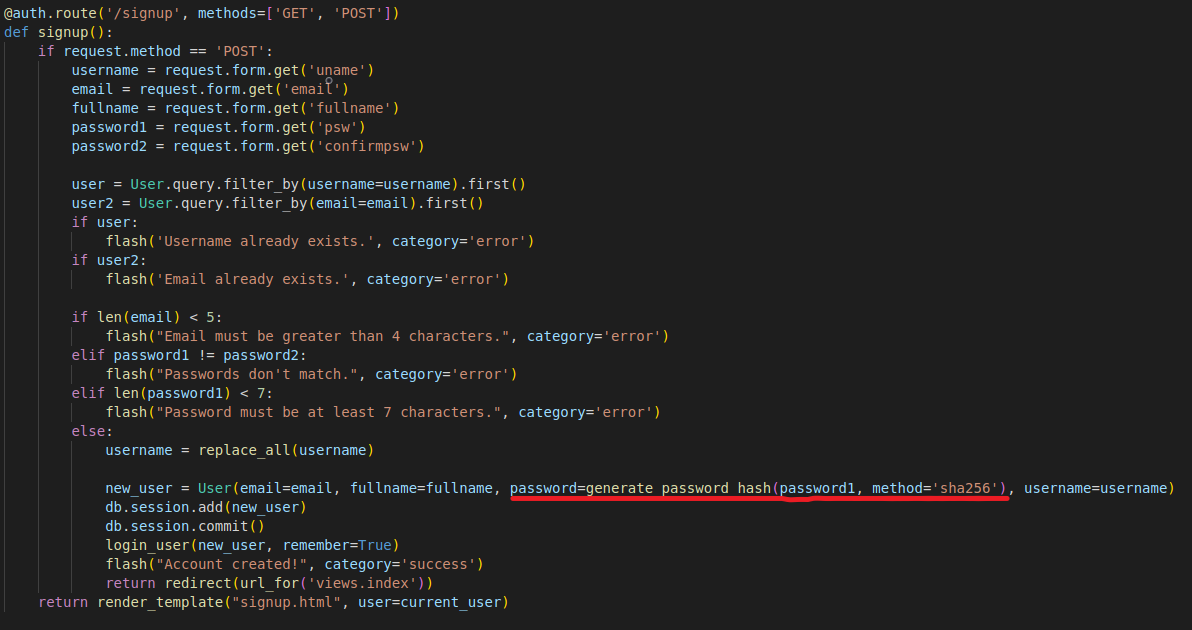 @auth.route('/signup', methods=['GET', 'POST'])
def signup():
    if request.method == 'POST':
        username = request.form.get('uname')
        email = request.form.get('email')
        fullname = request.form.get('fullname')
        password1 = request.form.get('psw')
        password2 = request.form.get('confirmpsw')

        user = User.query.filter_by(username=username).first()
        user2 = User.query.filter_by(email=email).first()
        if user:
            flash('Username already exists.', category='error')
        if user2:
            flash('Email already exists.', category='error')

        if len(email) < 5:
            flash("Email must be greater than 4 characters.", category='error')
        elif password1 != password2:
            flash("Passwords don't match.", category='error')
        elif len(password1) < 7:
            flash("Password must be at least 7 characters.", category='error')
        else:
            username = replace_all(username)

            new_user = User(email=email, fullname=fullname, password=generate_password_hash(password1, method='sha256'), username=username)
            db.session.add(new_user)
            db.session.commit()
            login_user(new_user, remember=True)
            flash("Account created!", category='success')
            return redirect(url_for('views.index'))
    return render_template("signup.html", user=current_user)